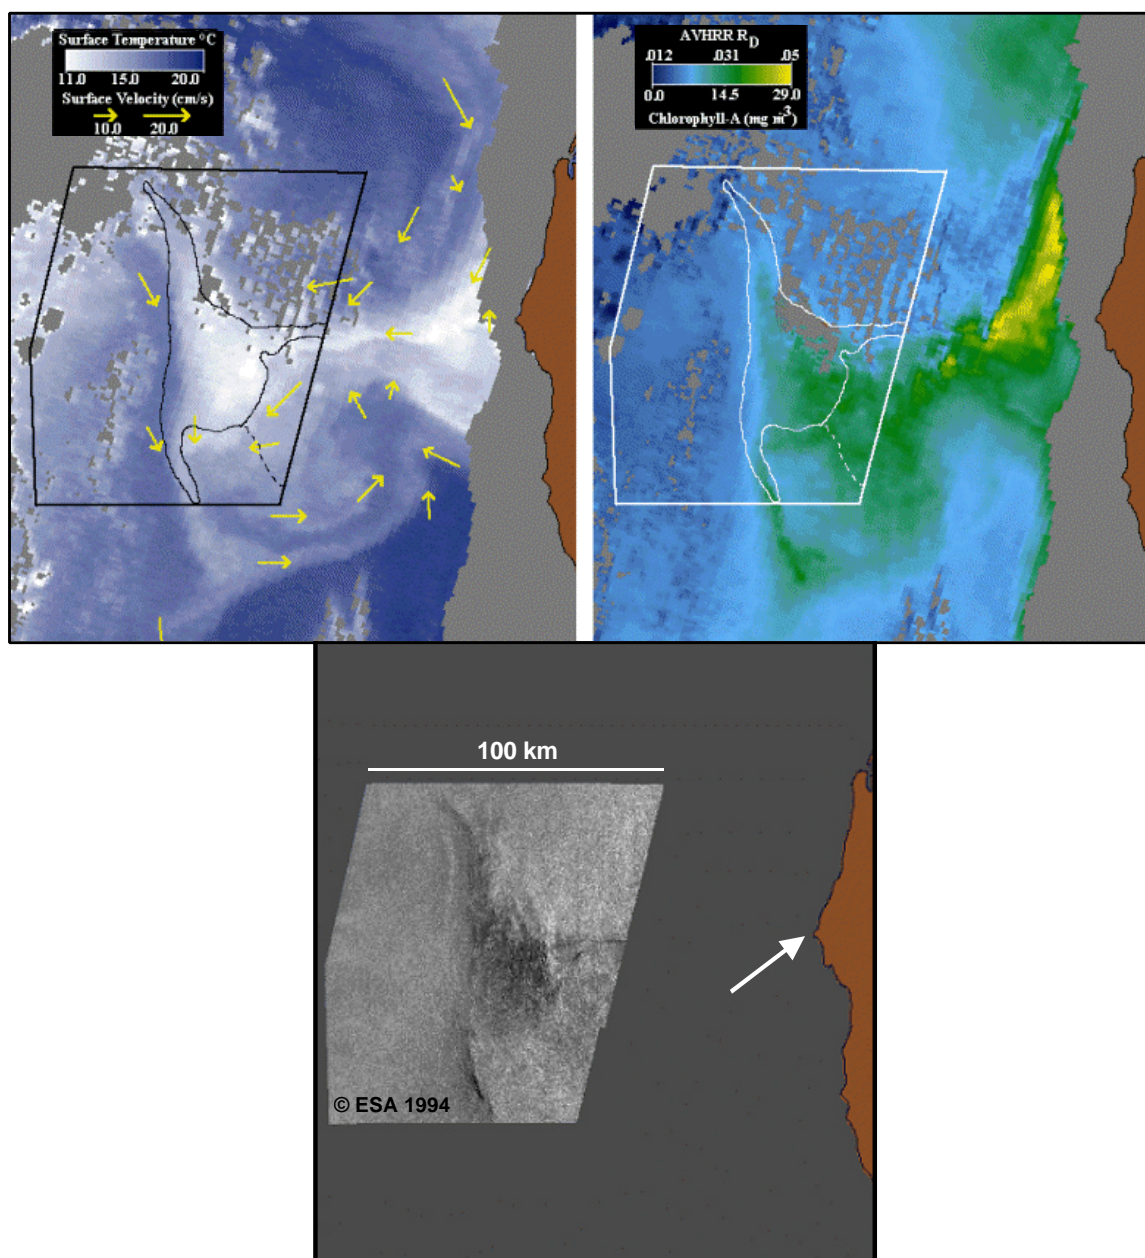 Surface Temperature °C
11.0 15.0 20.0
Surface Velocity (cm/s)
10.0 20.0
AVHRR RD
.012 .031 .05
0.0 14.5 29.0
Chlorophyll-A (mg m3)
100 km
© ESA 1994